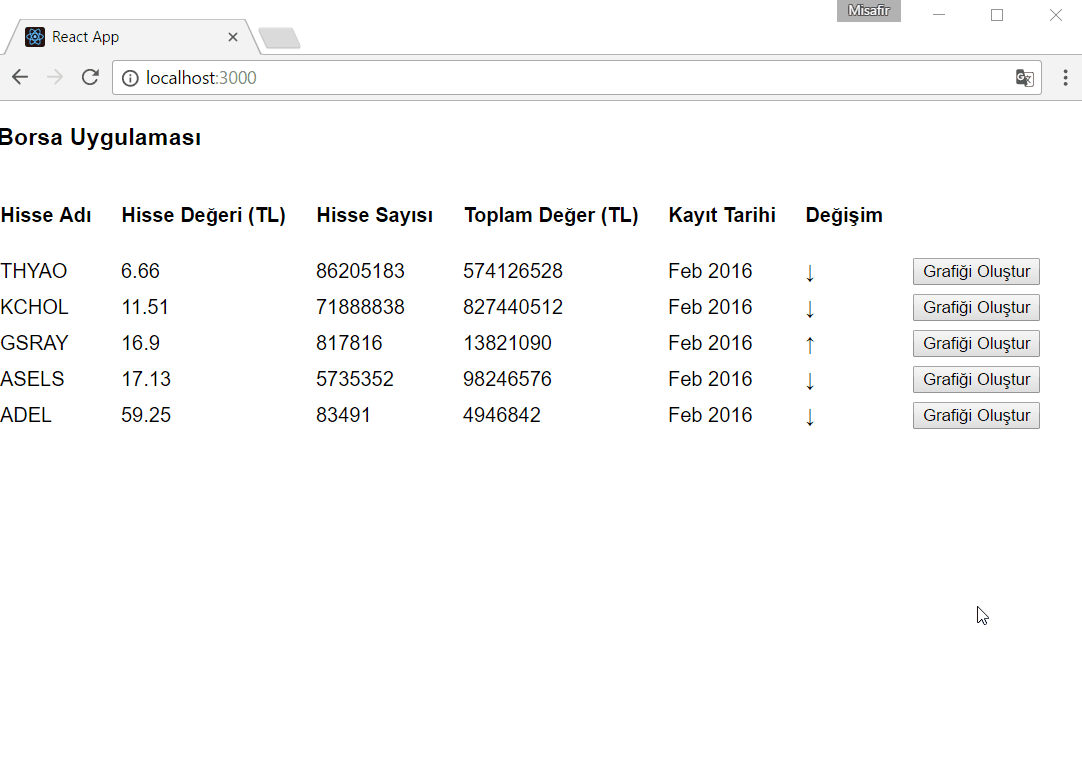 Misafir
React App
localhost:3000
Borsa Uygulaması
Hisse Adı Hisse Değeri (TL) Hisse Sayısı Toplam Değer (TL) Kayıt Tarihi Değişim
THYAO 6.66 86205183 574126528 Feb 2016 ↓ Grafiği Oluştur
KCHOL 11.51 71888838 827440512 Feb 2016 ↓ Grafiği Oluştur
GSRAY 16.9 817816 13821090 Feb 2016 ↑ Grafiği Oluştur
ASELS 17.13 5735352 98246576 Feb 2016 ↓ Grafiği Oluştur
ADEL 59.25 83491 4946842 Feb 2016 ↓ Grafiği Oluştur